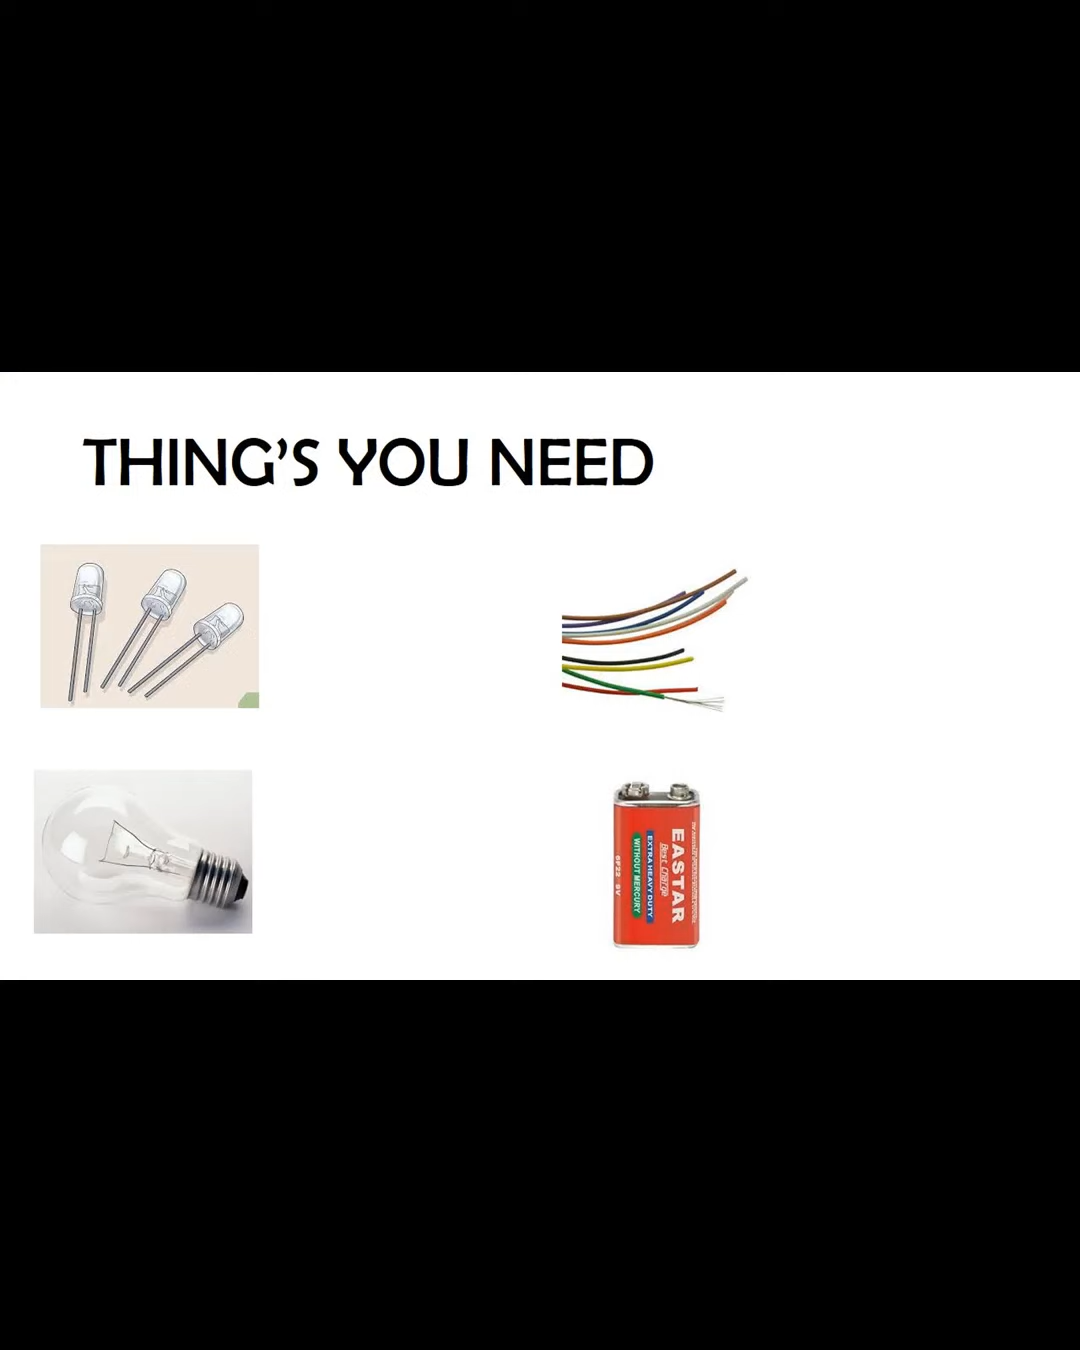 THING'S YOU NEED
EASTAR
Best Charge
EXTRA HEAVY DUTY
WITHOUT MERCURY
6F22 9V